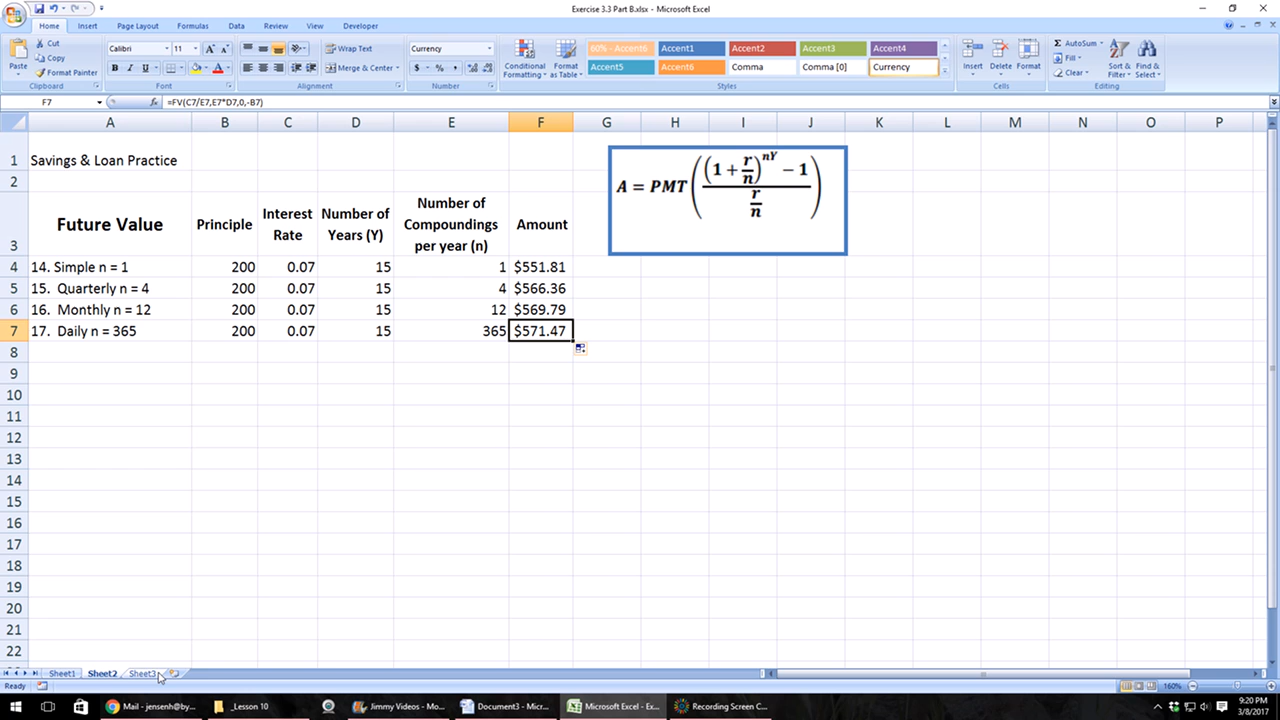 Exercise 3.3 Part B.xlsx - Microsoft Excel
Home Insert Page Layout Formulas Data Review View Developer
Paste Cut Copy Format Painter Clipboard
Calibri 11 Font
Wrap Text Merge & Center Alignment
Currency Number
Conditional Formatting Format as Table
60% - Accent6 Accent1 Accent2 Accent3 Accent4
Accent5 Accent6 Comma Comma [0] Currency
Styles
Insert Delete Format Cells
AutoSum Fill Clear Sort & Filter Find & Select Editing
F7 fx =FV(C7/E7,E7*D7,0,-B7)
A B C D E F G H I J K L M N O P
1 Savings & Loan Practice
2
3 Future Value Principle Interest Rate Number of Years (Y) Number of Compoundings per year (n) Amount
4 14. Simple n = 1 200 0.07 15 1 $551.81
5 15. Quarterly n = 4 200 0.07 15 4 $566.36
6 16. Monthly n = 12 200 0.07 15 12 $569.79
7 17. Daily n = 365 200 0.07 15 365 $571.47
A = PMT(((1 + r/n)^nY − 1)/(r/n))
8
9
10
11
12
13
14
15
16
17
18
19
20
21
22
Sheet1 Sheet2 Sheet3
Ready 160%
Mail - jensenh@by... _Lesson 10 Jimmy Videos - Mo... Document3 - Micro... Microsoft Excel - Ex... Recording Screen C... 9:20 PM
3/8/2017